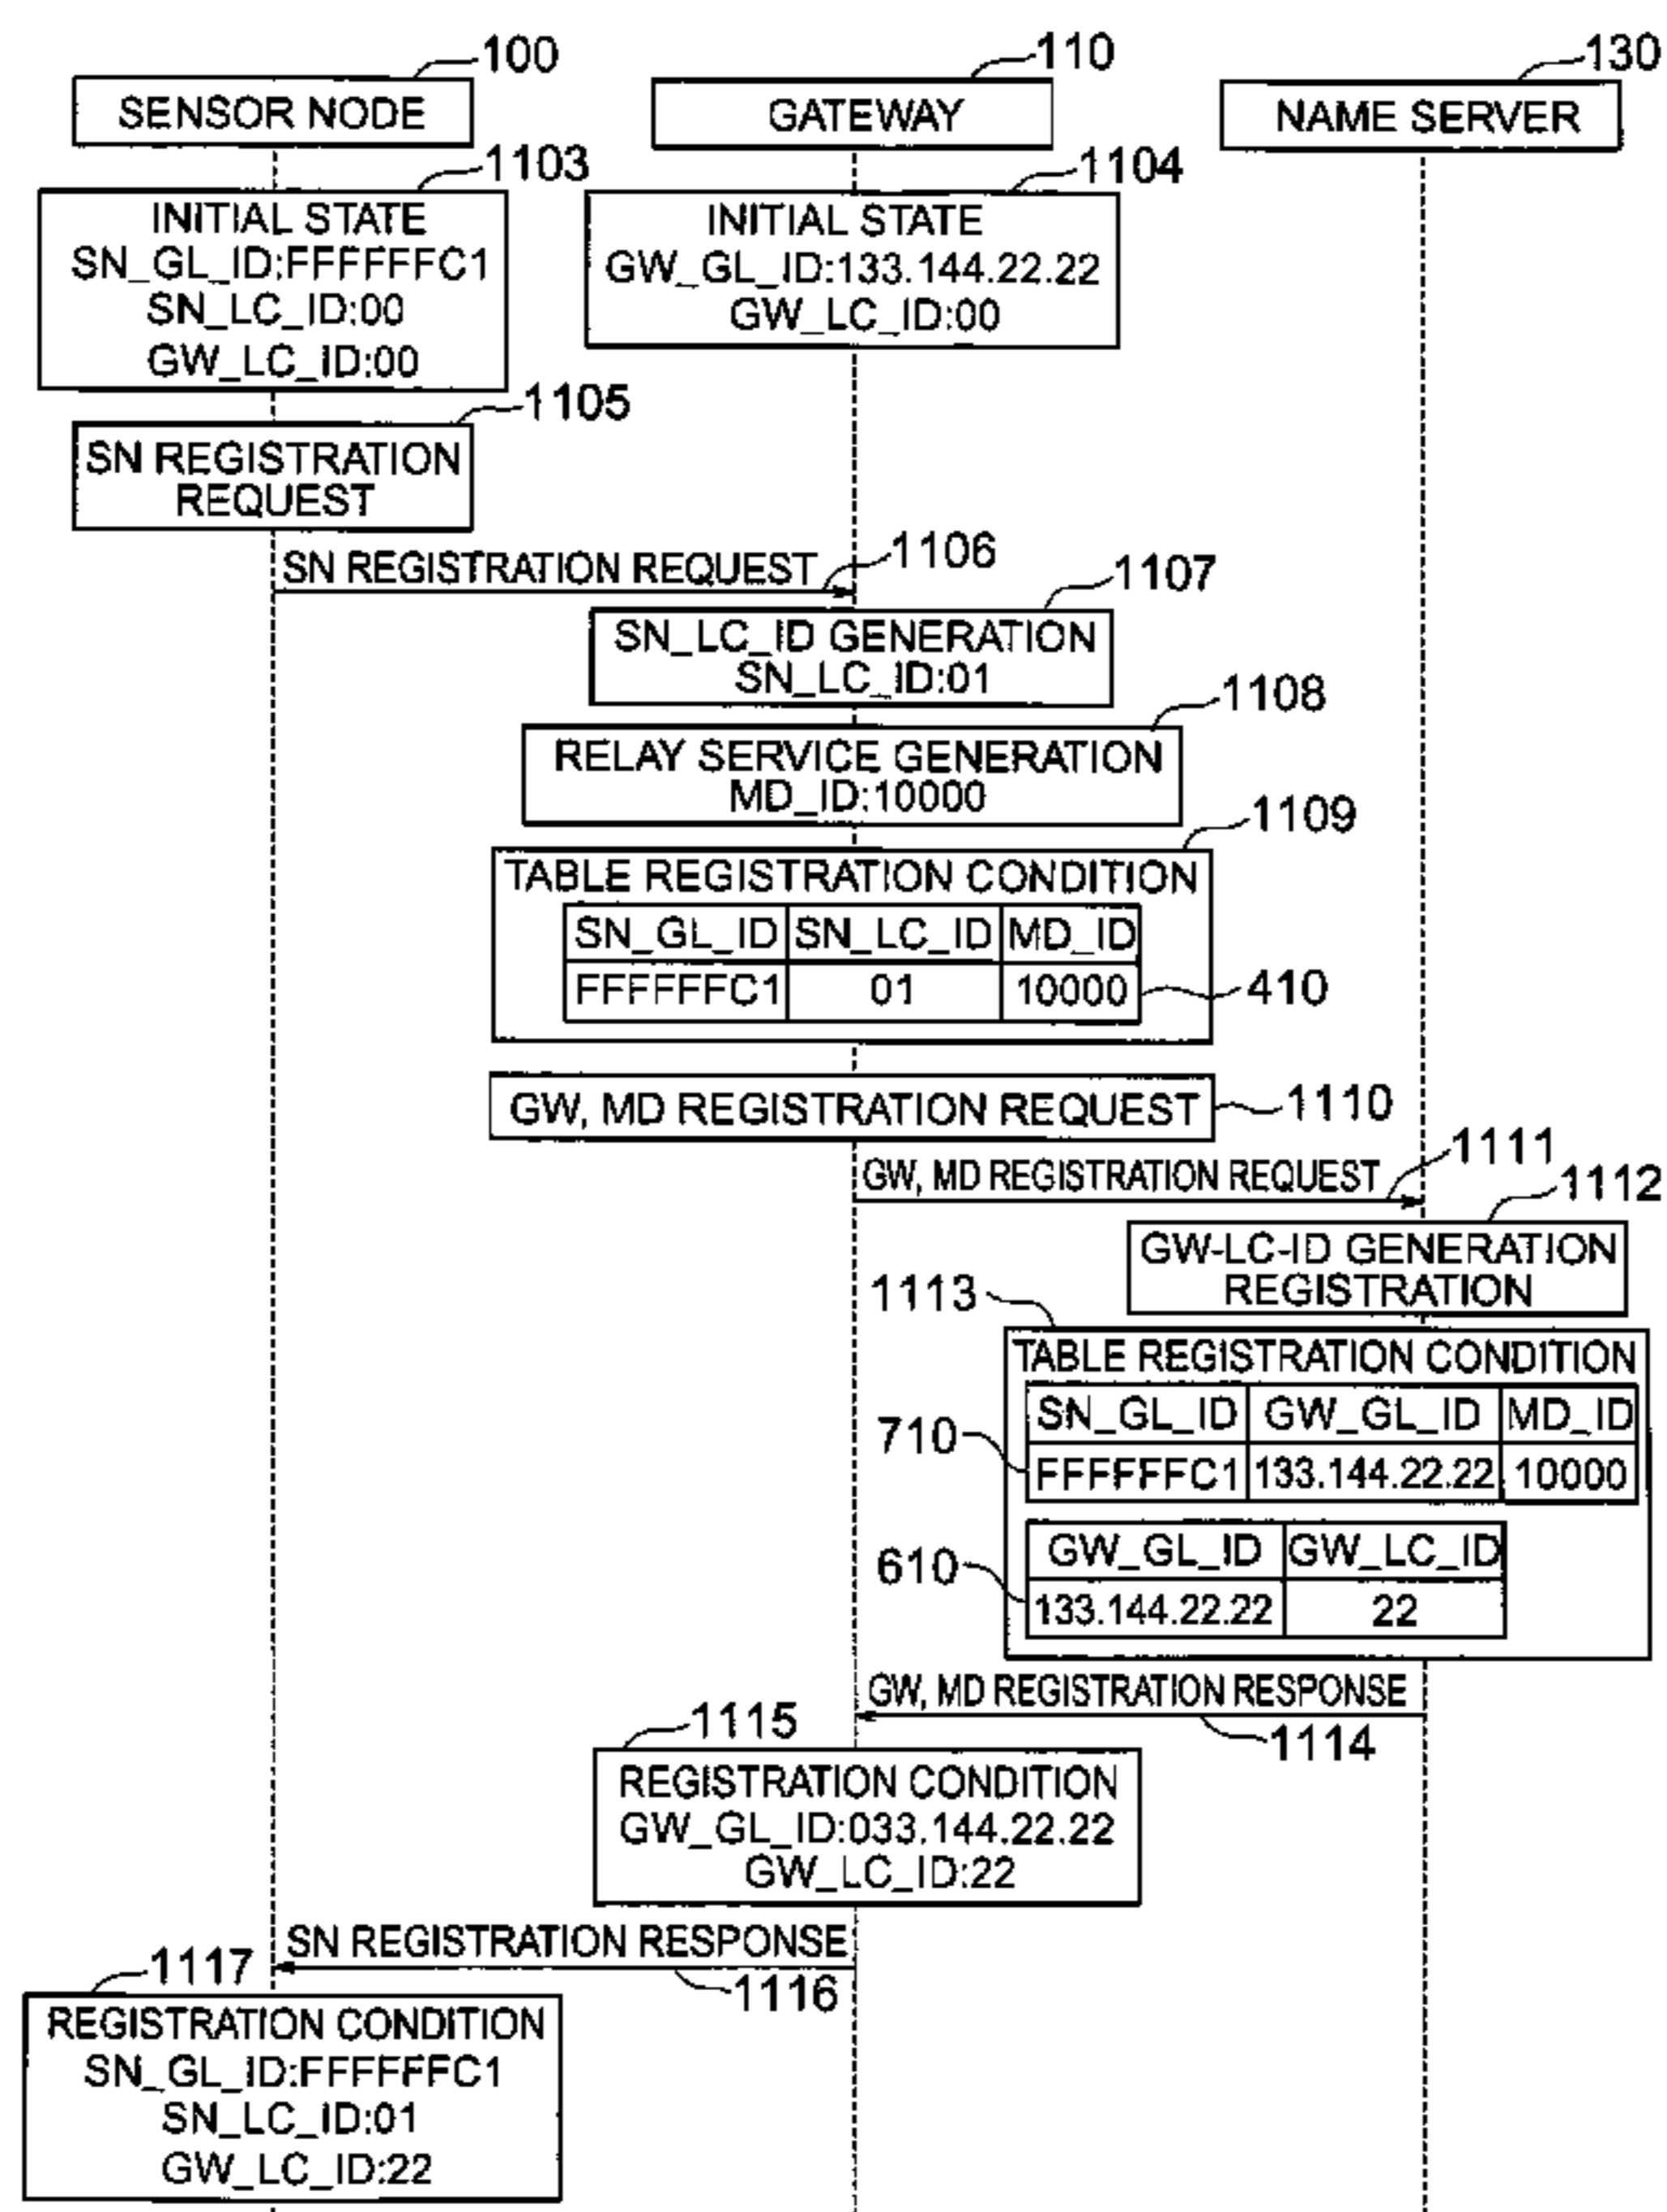 100
110
130
SENSOR NODE
GATEWAY
NAME SERVER
1103
1104
INITIAL STATE
SN_GL_ID:FFFFFFC1
SN_LC_ID:00
GW_LC_ID:00
INITIAL STATE
GW_GL_ID:133.144.22.22
GW_LC_ID:00
1105
SN REGISTRATION
REQUEST
SN REGISTRATION REQUEST
1106
1107
SN_LC_ID GENERATION
SN_LC_ID:01
1108
RELAY SERVICE GENERATION
MD_ID:10000
1109
TABLE REGISTRATION CONDITION
SN_GL_ID SN_LC_ID MD_ID
FFFFFFC1 01 10000
410
GW, MD REGISTRATION REQUEST
1110
GW, MD REGISTRATION REQUEST
1111
1112
GW-LC-ID GENERATION
REGISTRATION
1113
TABLE REGISTRATION CONDITION
SN_GL_ID GW_GL_ID MD_ID
710
FFFFFFC1 133.144.22.22 10000
GW_GL_ID GW_LC_ID
610
133.144.22.22 22
GW, MD REGISTRATION RESPONSE
1114
1115
REGISTRATION CONDITION
GW_GL_ID:033.144.22.22
GW_LC_ID:22
SN REGISTRATION RESPONSE
1116
1117
REGISTRATION CONDITION
SN_GL_ID:FFFFFFC1
SN_LC_ID:01
GW_LC_ID:22